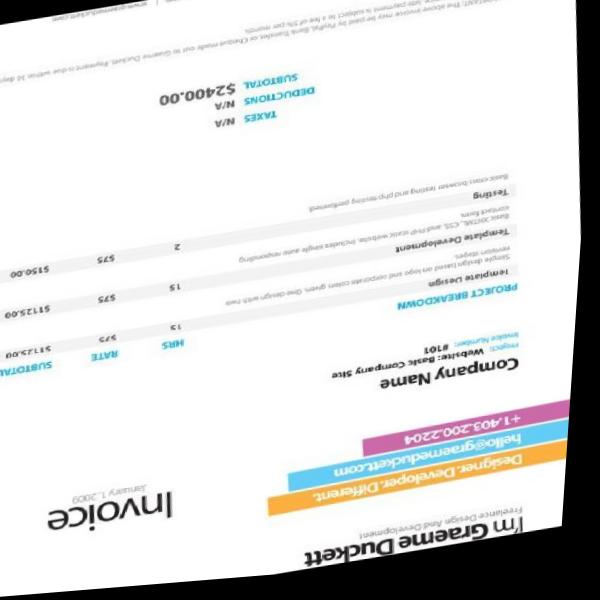 I'm Graeme Duckett
Freelance Design And Development
Invoice
January 1, 2009
Designer. Developer. Different.
hello@graemeduckett.com
+1.403.200.2204
Company Name
Project: Website: Basic Company Site
Invoice Number: #101
PROJECT BREAKDOWN HRS RATE SUBTOTAL
Template Design 15 $75 $1125.00
Simple design based on logo and corporate colors given. One design with two
revision stages.
Template Development 15 $75 $1125.00
Basic XHTML, CSS, and PHP static website. Includes single auto responding
contact form.
Testing 2 $75 $150.00
Basic cross-browser testing and php testing performed.
TAXES N/A
DEDUCTIONS N/A
SUBTOTAL $2400.00
The above invoice may be paid by PayPal, Bank Transfer, or Cheque made out to Graeme Duckett. Payment is due within 30 days
late payment is subject to a fee of 5% per month.
| www.graemeduckett.com